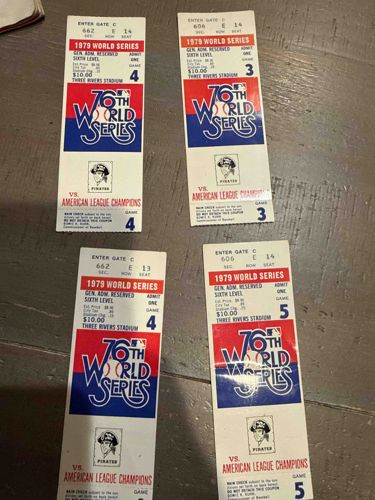 ENTER GATE C
662 E 14
SEC. ROW SEAT
1979 WORLD SERIES
GEN. ADM. RESERVED
SIXTH LEVEL
ADMIT
ONE
$10.00
THREE RIVERS STADIUM
GAME
4
76TH
WORLD
SERIES
PIRATES
VS.
AMERICAN LEAGUE CHAMPIONS
GAME
4
ENTER GATE C
606 E 14
SEC. ROW SEAT
1979 WORLD SERIES
GEN. ADM. RESERVED
SIXTH LEVEL
ADMIT
ONE
$10.00
THREE RIVERS STADIUM
GAME
3
76TH
WORLD
SERIES
PIRATES
VS.
AMERICAN LEAGUE CHAMPIONS
GAME
3
ENTER GATE C
662 E 13
SEC. ROW SEAT
1979 WORLD SERIES
GEN. ADM. RESERVED
SIXTH LEVEL
ADMIT
ONE
$10.00
THREE RIVERS STADIUM
GAME
4
76TH
WORLD
SERIES
PIRATES
VS.
AMERICAN LEAGUE CHAMPIONS
GAME
ENTER GATE C
606 E 14
SEC. ROW SEAT
1979 WORLD SERIES
GEN. ADM. RESERVED
SIXTH LEVEL
ADMIT
ONE
$10.00
THREE RIVERS STADIUM
GAME
5
76TH
WORLD
SERIES
PIRATES
VS.
AMERICAN LEAGUE CHAMPIONS
GAME
5